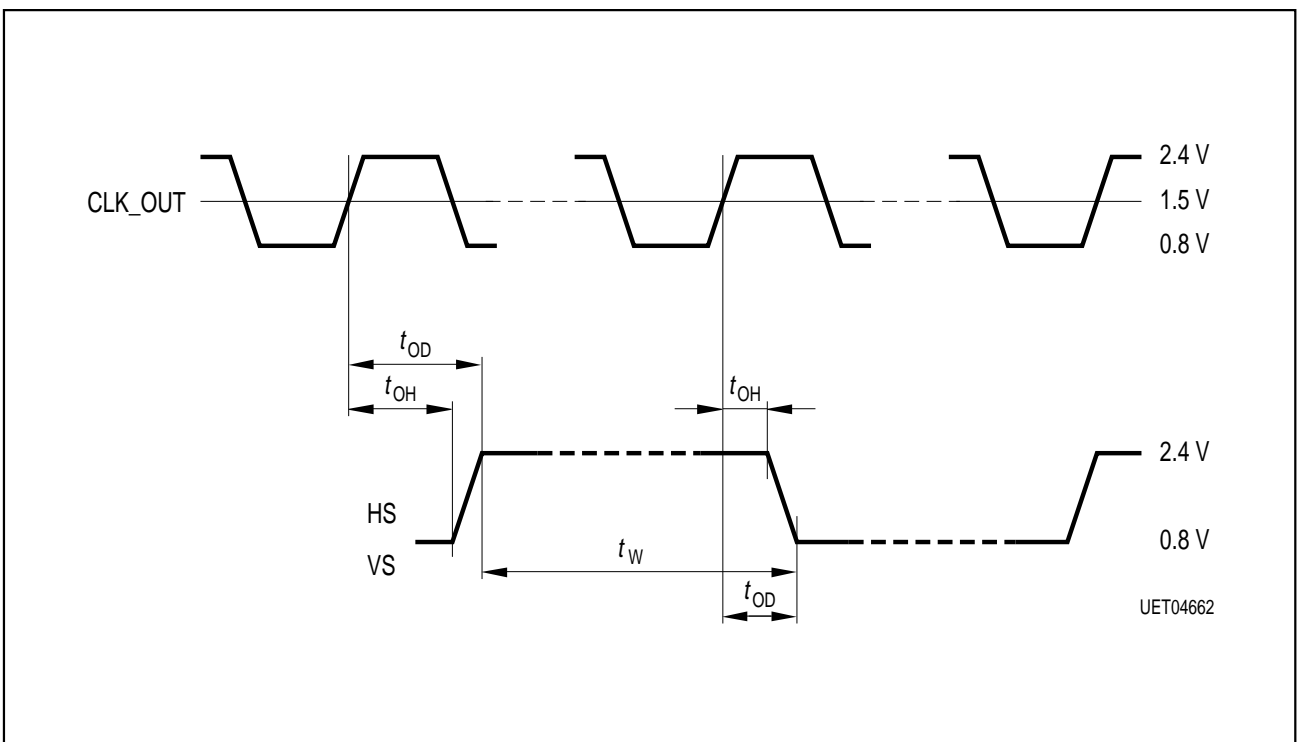 2.4 V
CLK_OUT
1.5 V
0.8 V
tOD
tOH
tOH
2.4 V
HS
VS
0.8 V
tW
tOD
UET04662